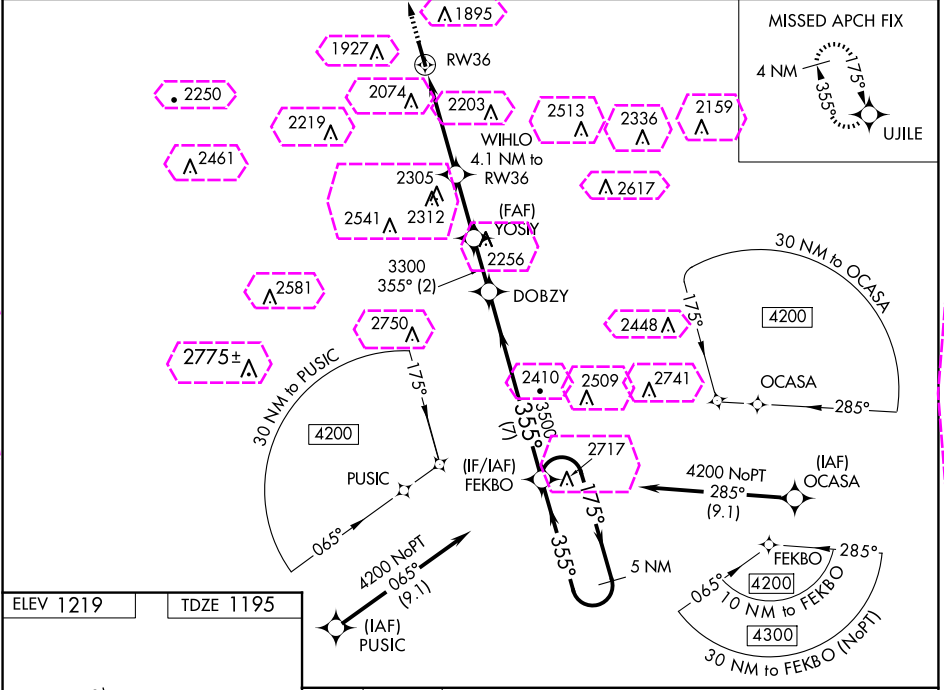 1895
MISSED APCH FIX
1927
RW36
4 NM
175°
355°
UJILE
2250
2074
2203
2219
2513
2336
2159
WIHLO
4.1 NM to
RW36
2461
2305
2312
2541
2617
(FAF)
YOSIY
2256
3300
355° (2)
DOBZY
2581
30 NM to OCASA
4200
175°
OCASA
285°
2750
2448
2775±
30 NM to PUSIC
175°
4200
PUSIC
065°
2410
2509
2741
3500
355°
(7)
2717
(IF/IAF)
FEKBO
175°
355°
5 NM
4200 NoPT
285°
(9.1)
(IAF)
OCASA
4200 NoPT
065°
(9.1)
(IAF)
PUSIC
FEKBO
285°
065°
4200
10 NM to FEKBO
4300
30 NM to FEKBO (NoPT)
ELEV 1219
TDZE 1195